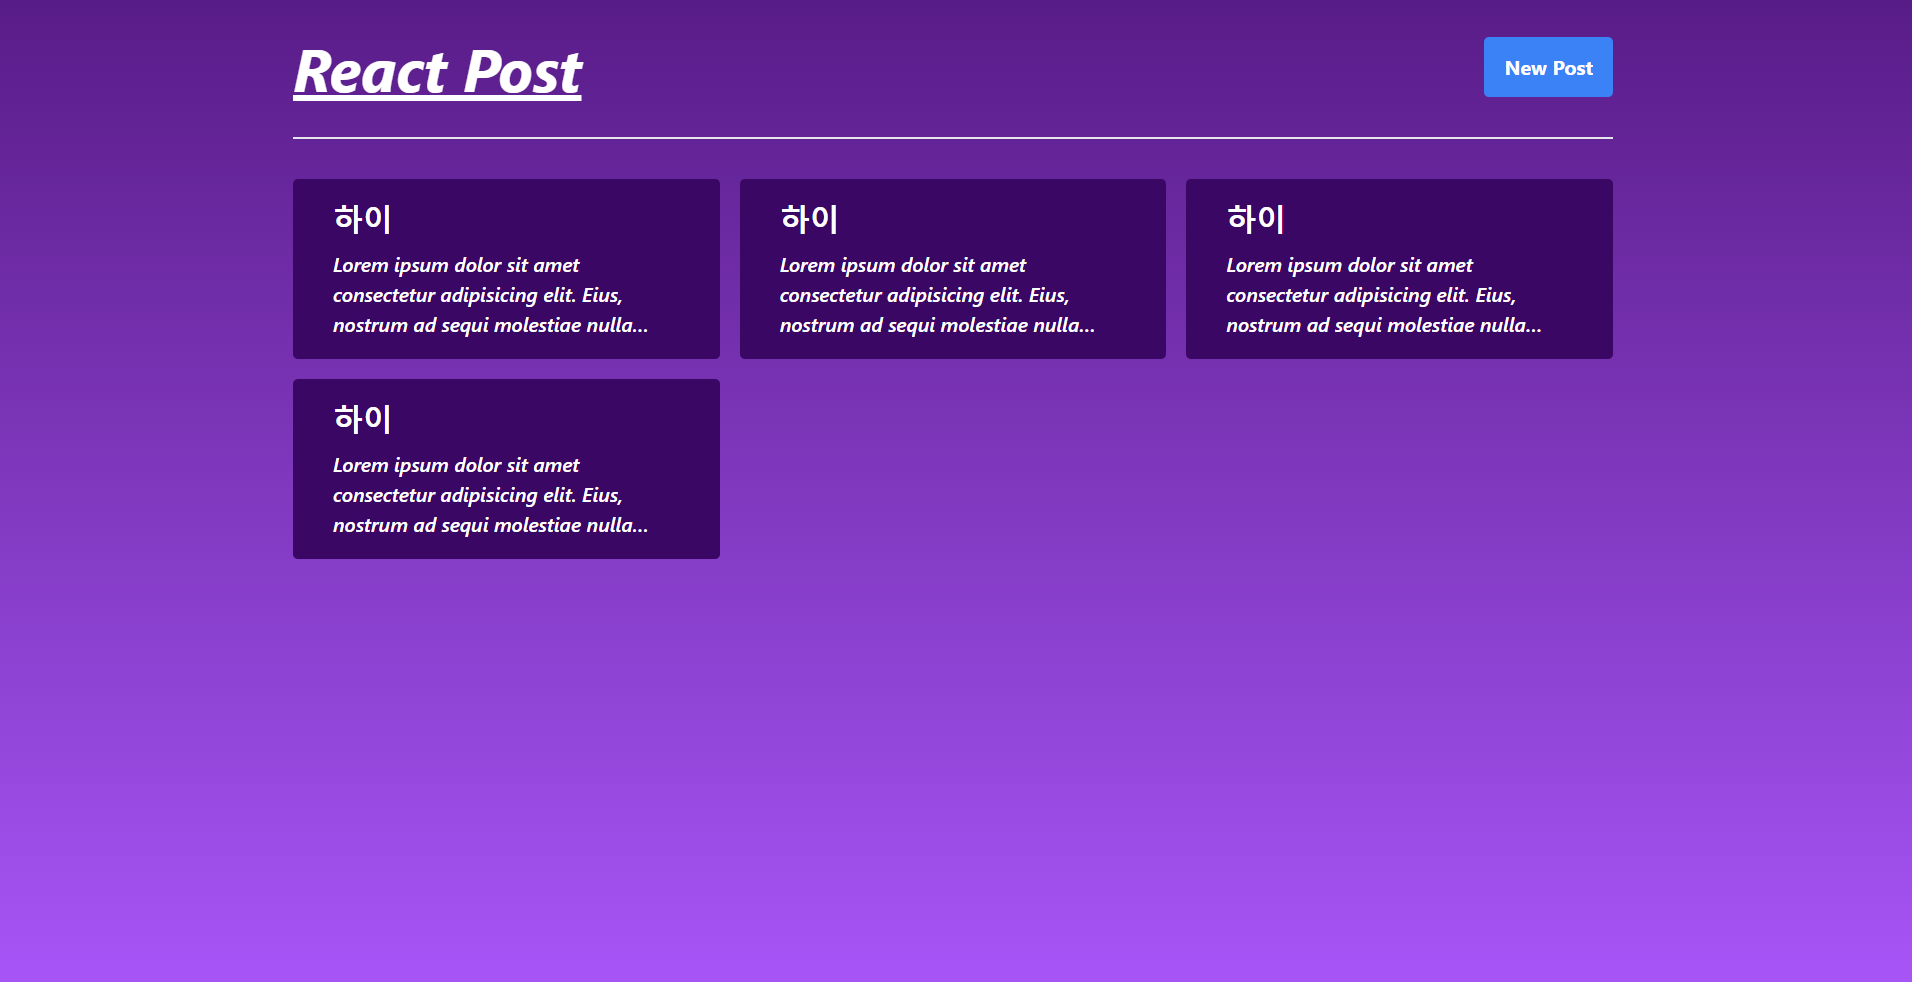 React Post
New Post
하이
Lorem ipsum dolor sit amet
consectetur adipisicing elit. Eius,
nostrum ad sequi molestiae nulla...
하이
Lorem ipsum dolor sit amet
consectetur adipisicing elit. Eius,
nostrum ad sequi molestiae nulla...
하이
Lorem ipsum dolor sit amet
consectetur adipisicing elit. Eius,
nostrum ad sequi molestiae nulla...
하이
Lorem ipsum dolor sit amet
consectetur adipisicing elit. Eius,
nostrum ad sequi molestiae nulla...